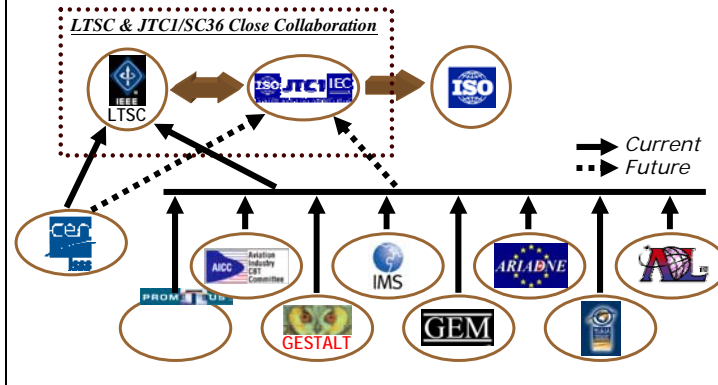 LTSC & JTC1/SC36 Close Collaboration
IEEE
LTSC
ISO JTC1 IEC
ISO
Current
Future
cen
isss
AICC
Aviation
Industry
CBT
Committee
IMS
ARIADNE
ADL
PROMETEUS
GESTALT
GEM